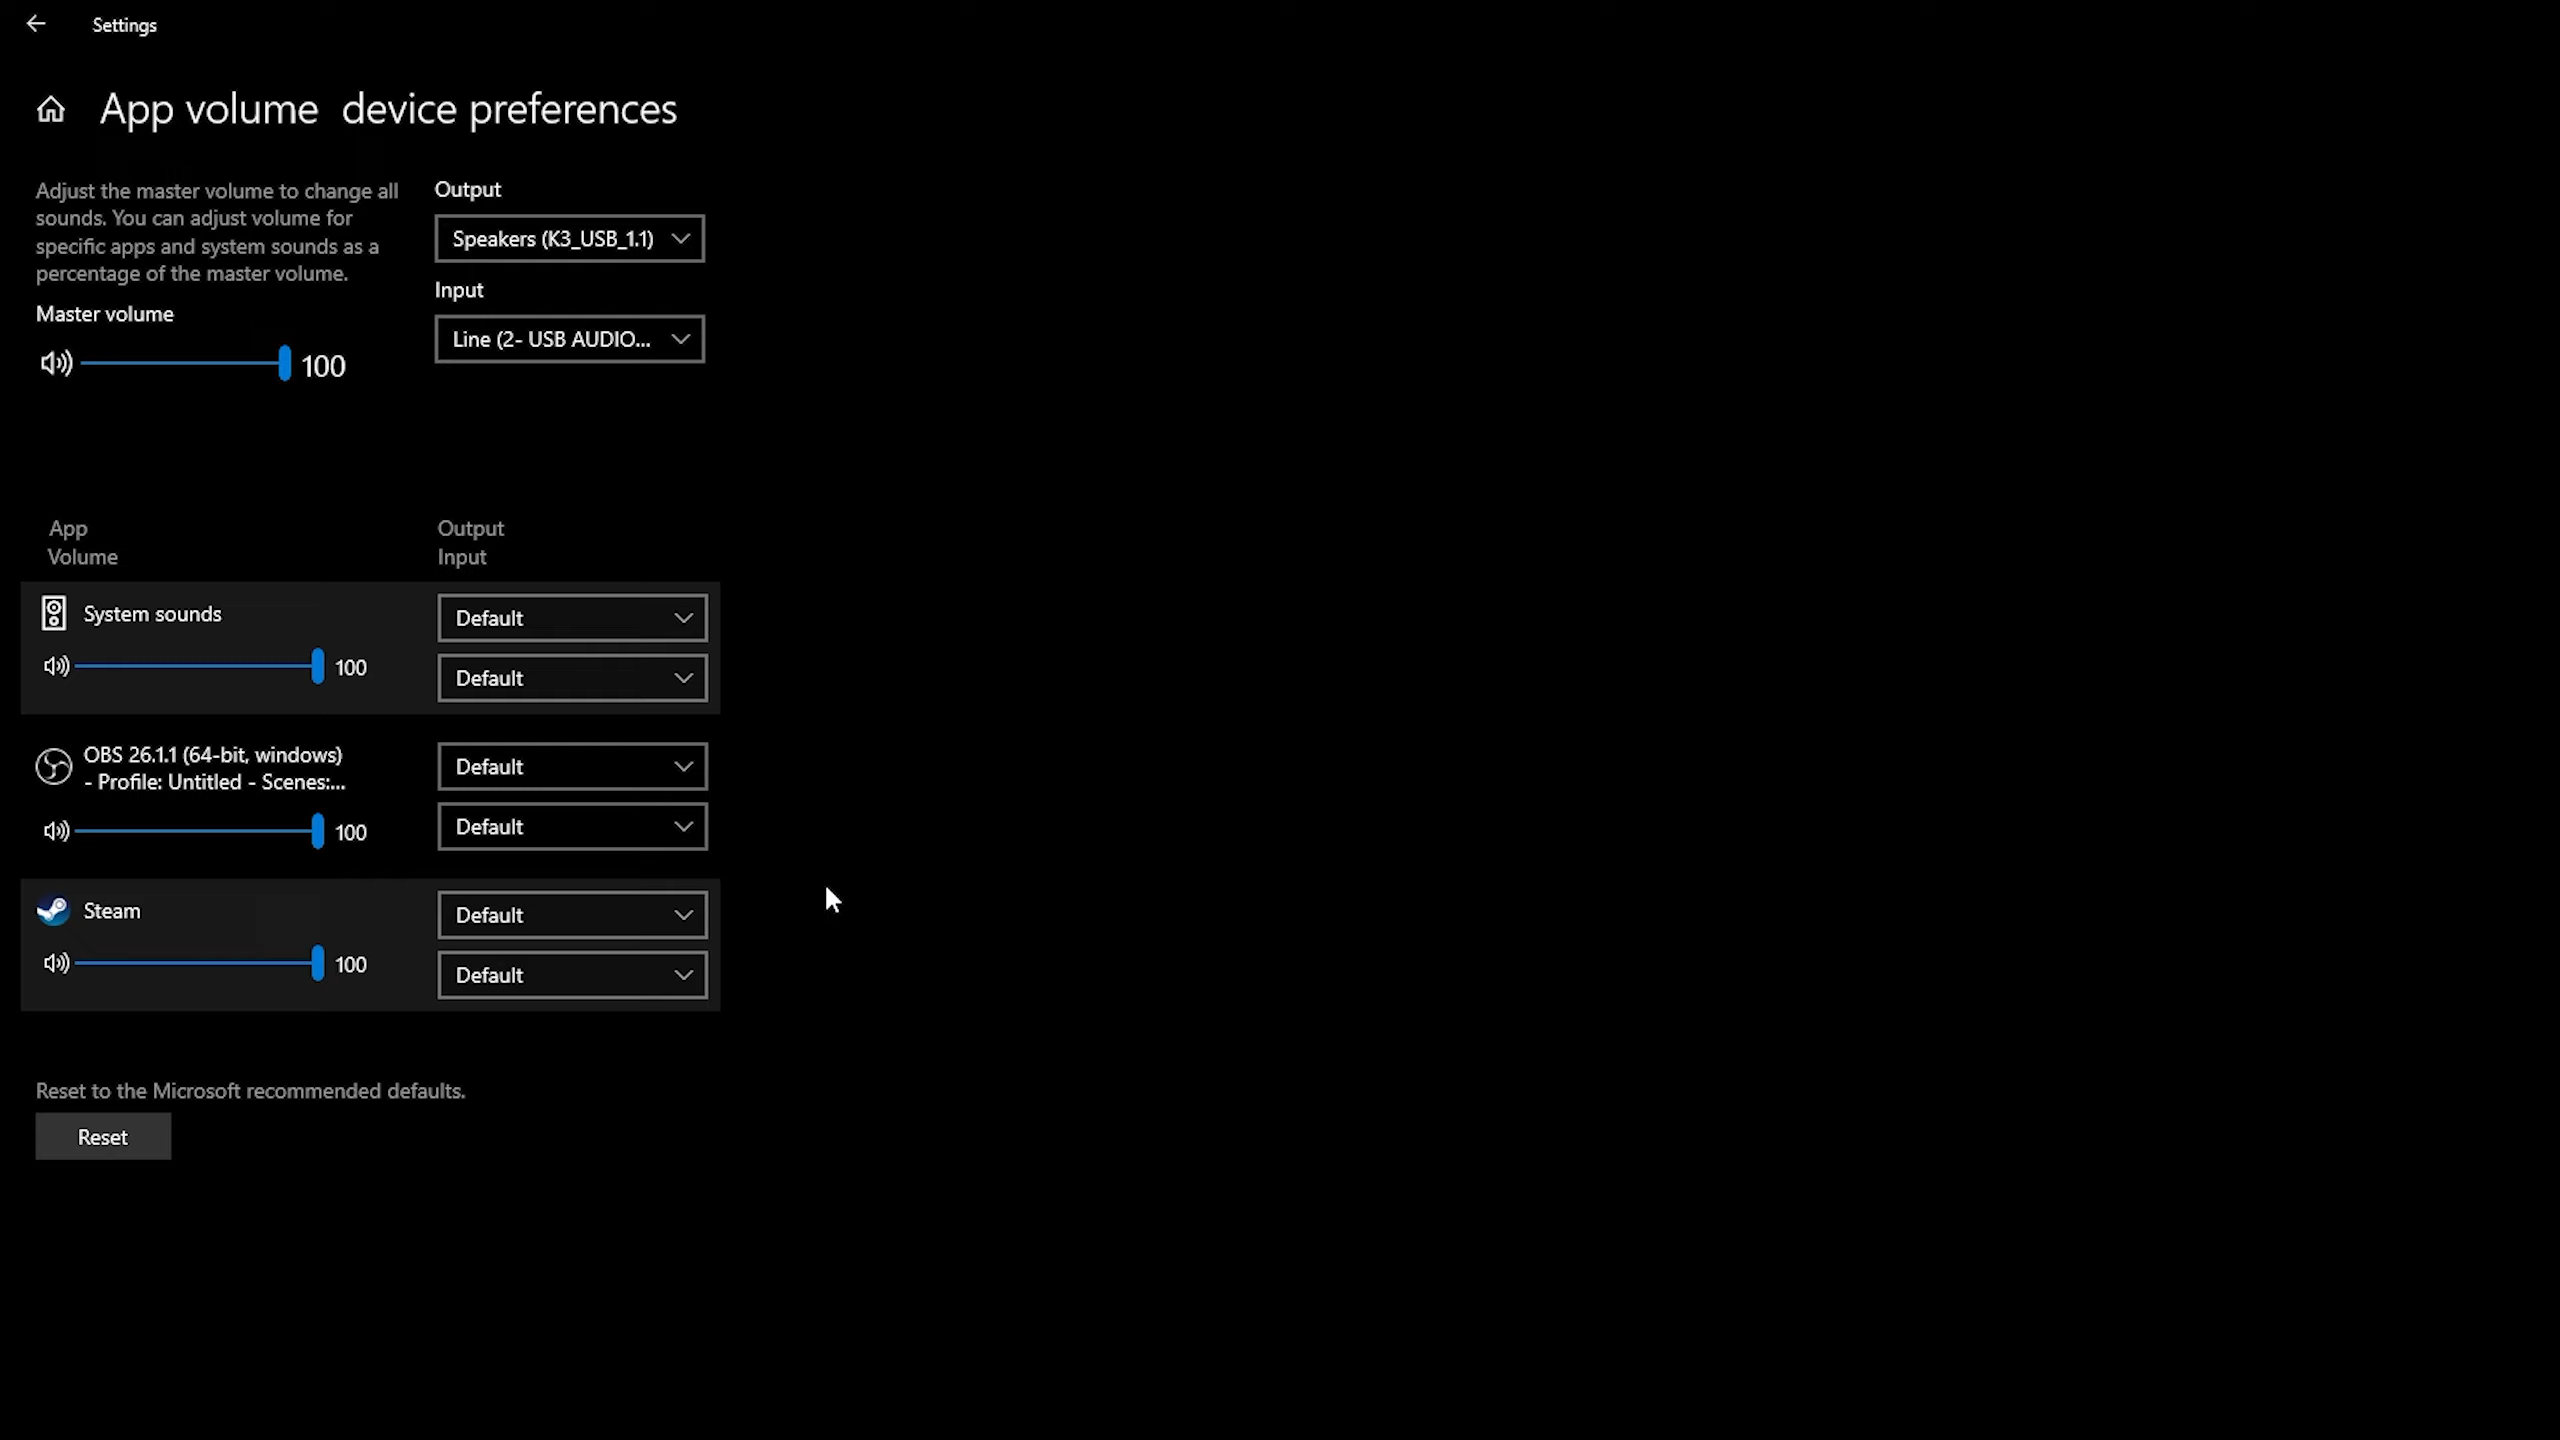 Settings
App volume  device preferences
Adjust the master volume to change all
sounds. You can adjust volume for
specific apps and system sounds as a
percentage of the master volume.
Master volume
100
Output
Speakers (K3_USB_1.1)
Input
Line (2- USB AUDIO...
App
Volume
Output
Input
System sounds
100
Default
Default
OBS 26.1.1 (64-bit, windows)
- Profile: Untitled - Scenes:...
100
Default
Default
Steam
100
Default
Default
Reset to the Microsoft recommended defaults.
Reset